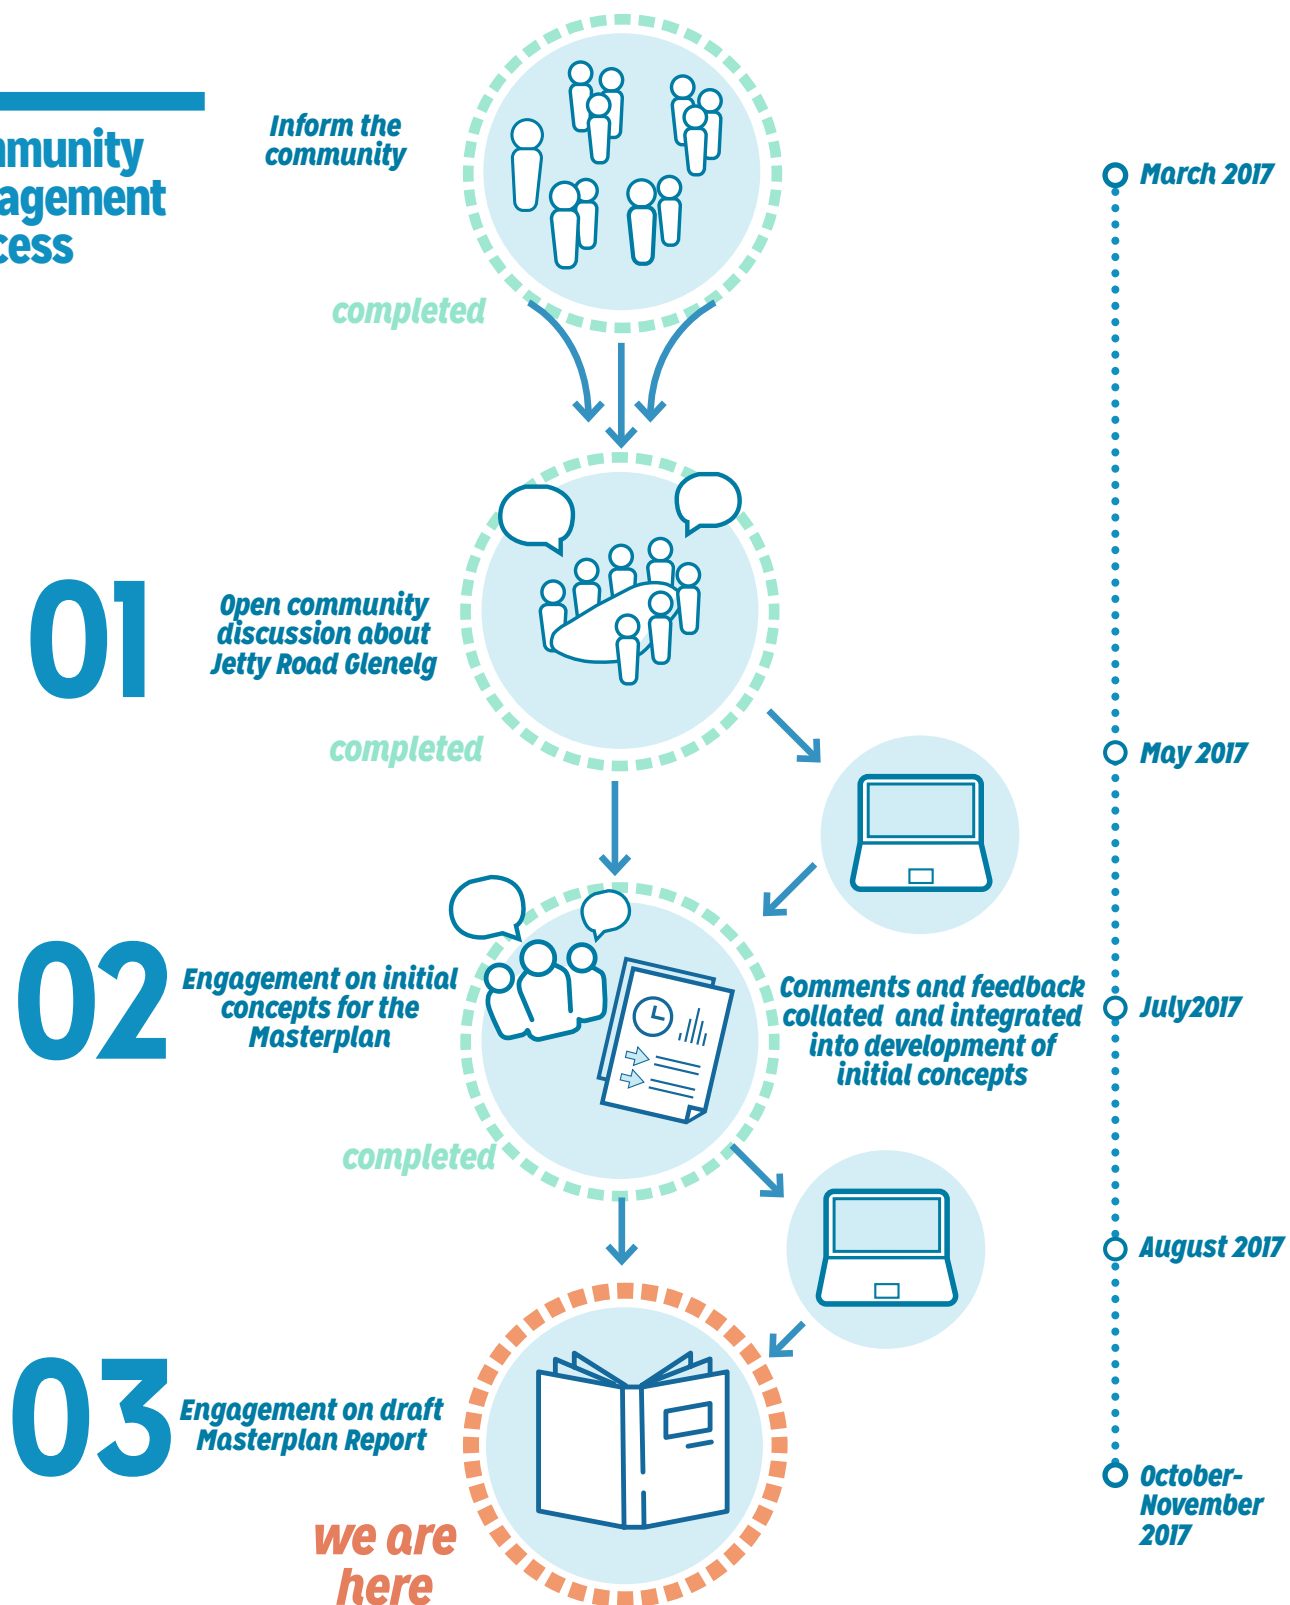 mmunity
agement
cess
Inform the
community
completed
March 2017
01
Open community
discussion about
Jetty Road Glenelg
completed
May 2017
02
Engagement on initial
concepts for the
Masterplan
completed
Comments and feedback
collated and integrated
into development of
initial concepts
July2017
August 2017
03
Engagement on draft
Masterplan Report
we are
here
October-
November
2017